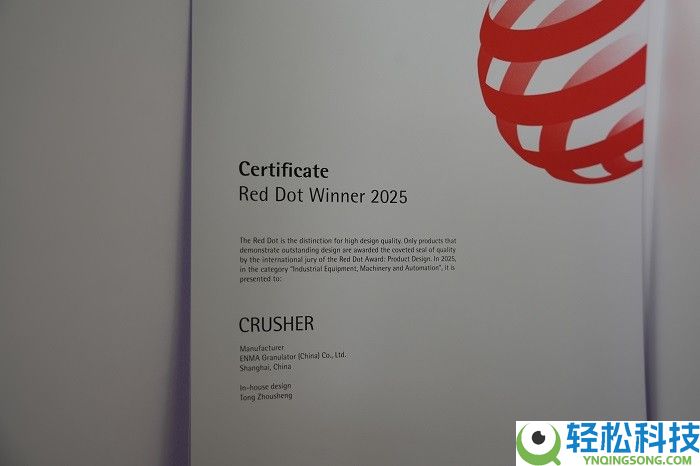 Certificate
Red Dot Winner 2025
The Red Dot is the distinction for high design quality. Only products that
demonstrate outstanding design are awarded the coveted seal of quality
by the international jury of the Red Dot Award: Product Design. In 2025,
in the category "Industrial Equipment, Machinery and Automation", it is
presented to:
CRUSHER
Manufacturer
ENMA Granulator (China) Co., Ltd.
Shanghai, China
In-house design
Tong Zhousheng
轻松科技
YNQINGSONG.COM